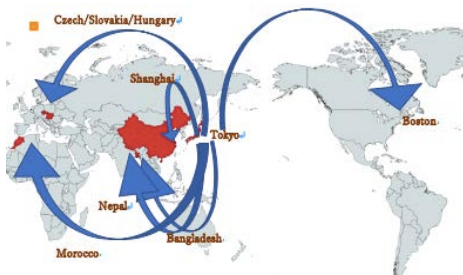 Czech/Slovakia/Hungary
Shanghai
Tokyo
Boston
Nepal
Bangladesh
Morocco